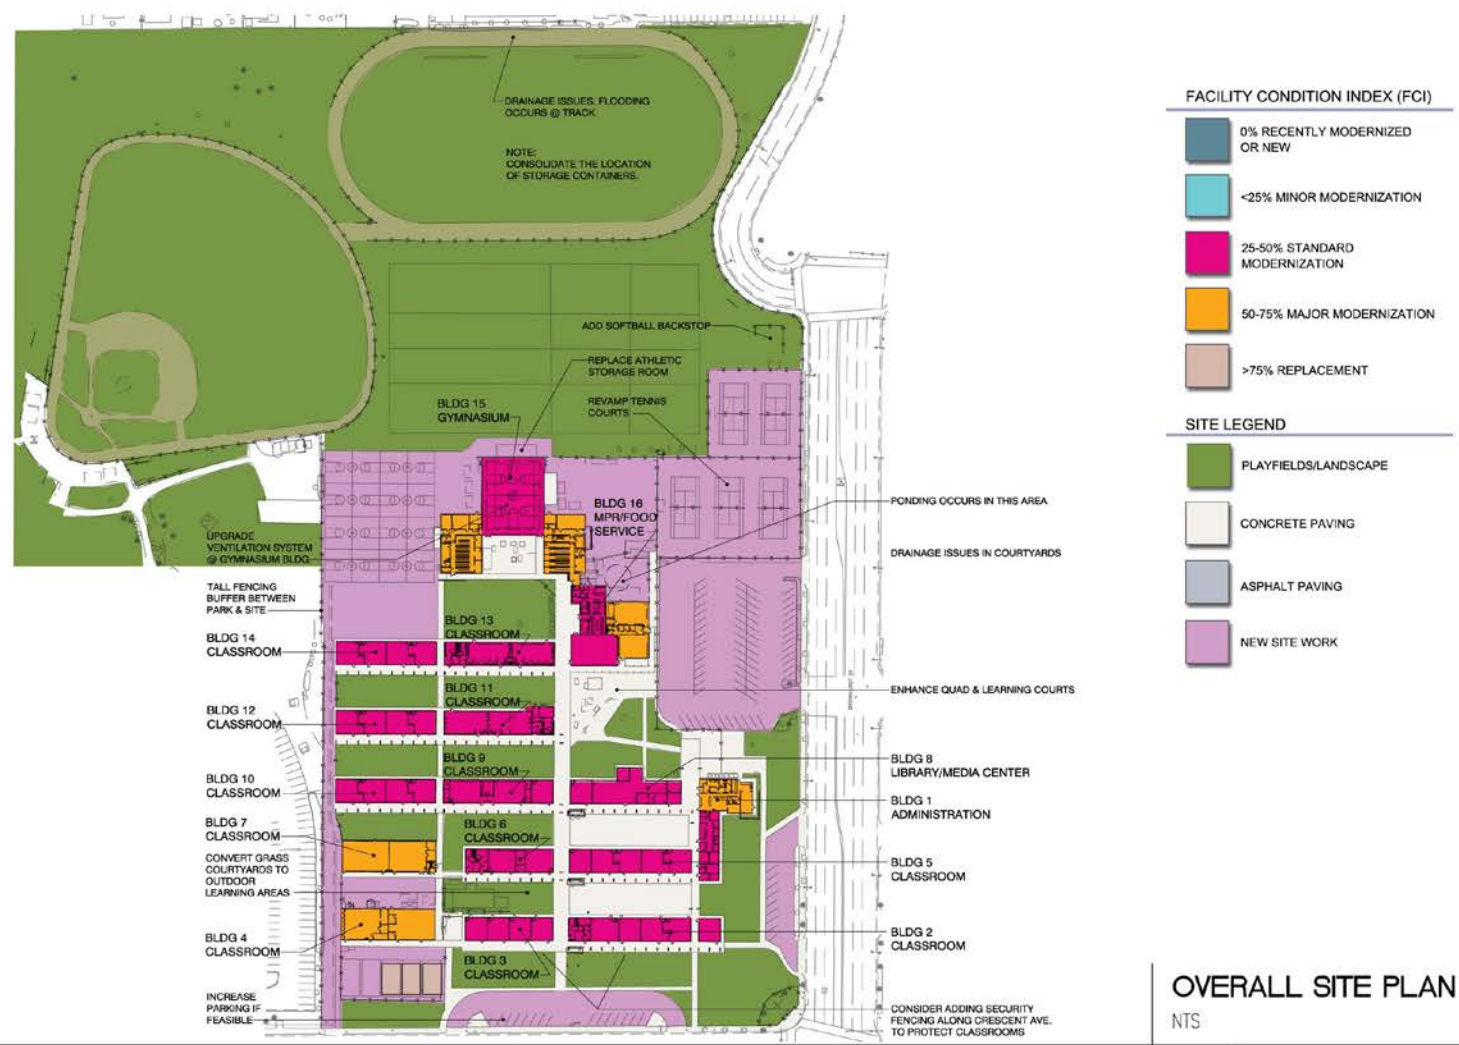 DRAINAGE ISSUES. FLOODING
OCCURS @ TRACK
NOTE:
CONSOLIDATE THE LOCATION
OF STORAGE CONTAINERS.
ADD SOFTBALL BACKSTOP
REPLACE ATHLETIC
STORAGE ROOM
BLDG 15
GYMNASIUM
REVAMP TENNIS
COURTS
BLDG 16
MPR/FOOD
SERVICE
PONDING OCCURS IN THIS AREA
UPGRADE
VENTILATION SYSTEM
@ GYMNASIUM BLDG.
DRAINAGE ISSUES IN COURTYARDS
TALL FENCING
BUFFER BETWEEN
PARK & SITE
BLDG 13
CLASSROOM
BLDG 14
CLASSROOM
BLDG 11
CLASSROOM
ENHANCE QUAD & LEARNING COURTS
BLDG 12
CLASSROOM
BLDG 9
CLASSROOM
BLDG 8
LIBRARY/MEDIA CENTER
BLDG 10
CLASSROOM
BLDG 1
ADMINISTRATION
BLDG 7
CLASSROOM
BLDG 6
CLASSROOM
CONVERT GRASS
COURTYARDS TO
OUTDOOR
LEARNING AREAS
BLDG 5
CLASSROOM
BLDG 4
CLASSROOM
BLDG 2
CLASSROOM
BLDG 3
CLASSROOM
INCREASE
PARKING IF
FEASIBLE
CONSIDER ADDING SECURITY
FENCING ALONG CRESCENT AVE.
TO PROTECT CLASSROOMS
FACILITY CONDITION INDEX (FCI)
0% RECENTLY MODERNIZED
OR NEW
<25% MINOR MODERNIZATION
25-50% STANDARD
MODERNIZATION
50-75% MAJOR MODERNIZATION
>75% REPLACEMENT
SITE LEGEND
PLAYFIELDS/LANDSCAPE
CONCRETE PAVING
ASPHALT PAVING
NEW SITE WORK
OVERALL SITE PLAN
NTS